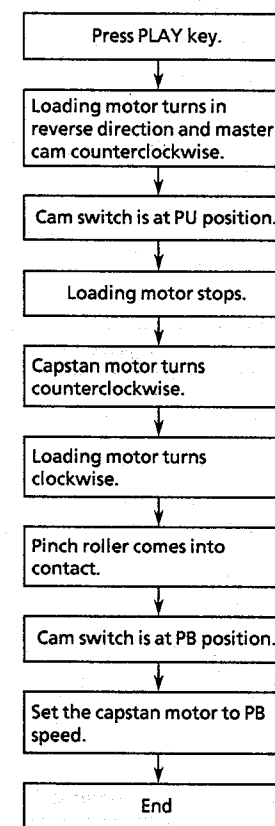 Press PLAY key.
Loading motor turns in
reverse direction and master
cam counterclockwise.
Cam switch is at PU position.
Loading motor stops.
Capstan motor turns
counterclockwise.
Loading motor turns
clockwise.
Pinch roller comes into
contact.
Cam switch is at PB position.
Set the capstan motor to PB
speed.
End